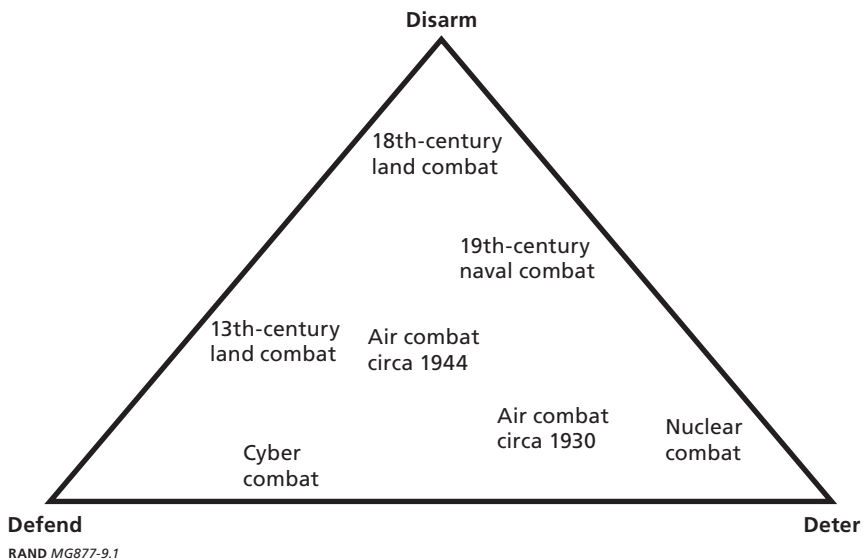 Disarm
18th-century
land combat
19th-century
naval combat
13th-century
land combat
Air combat
circa 1944
Air combat
circa 1930
Nuclear
combat
Cyber
combat
Defend
Deter
RAND MG877-9.1